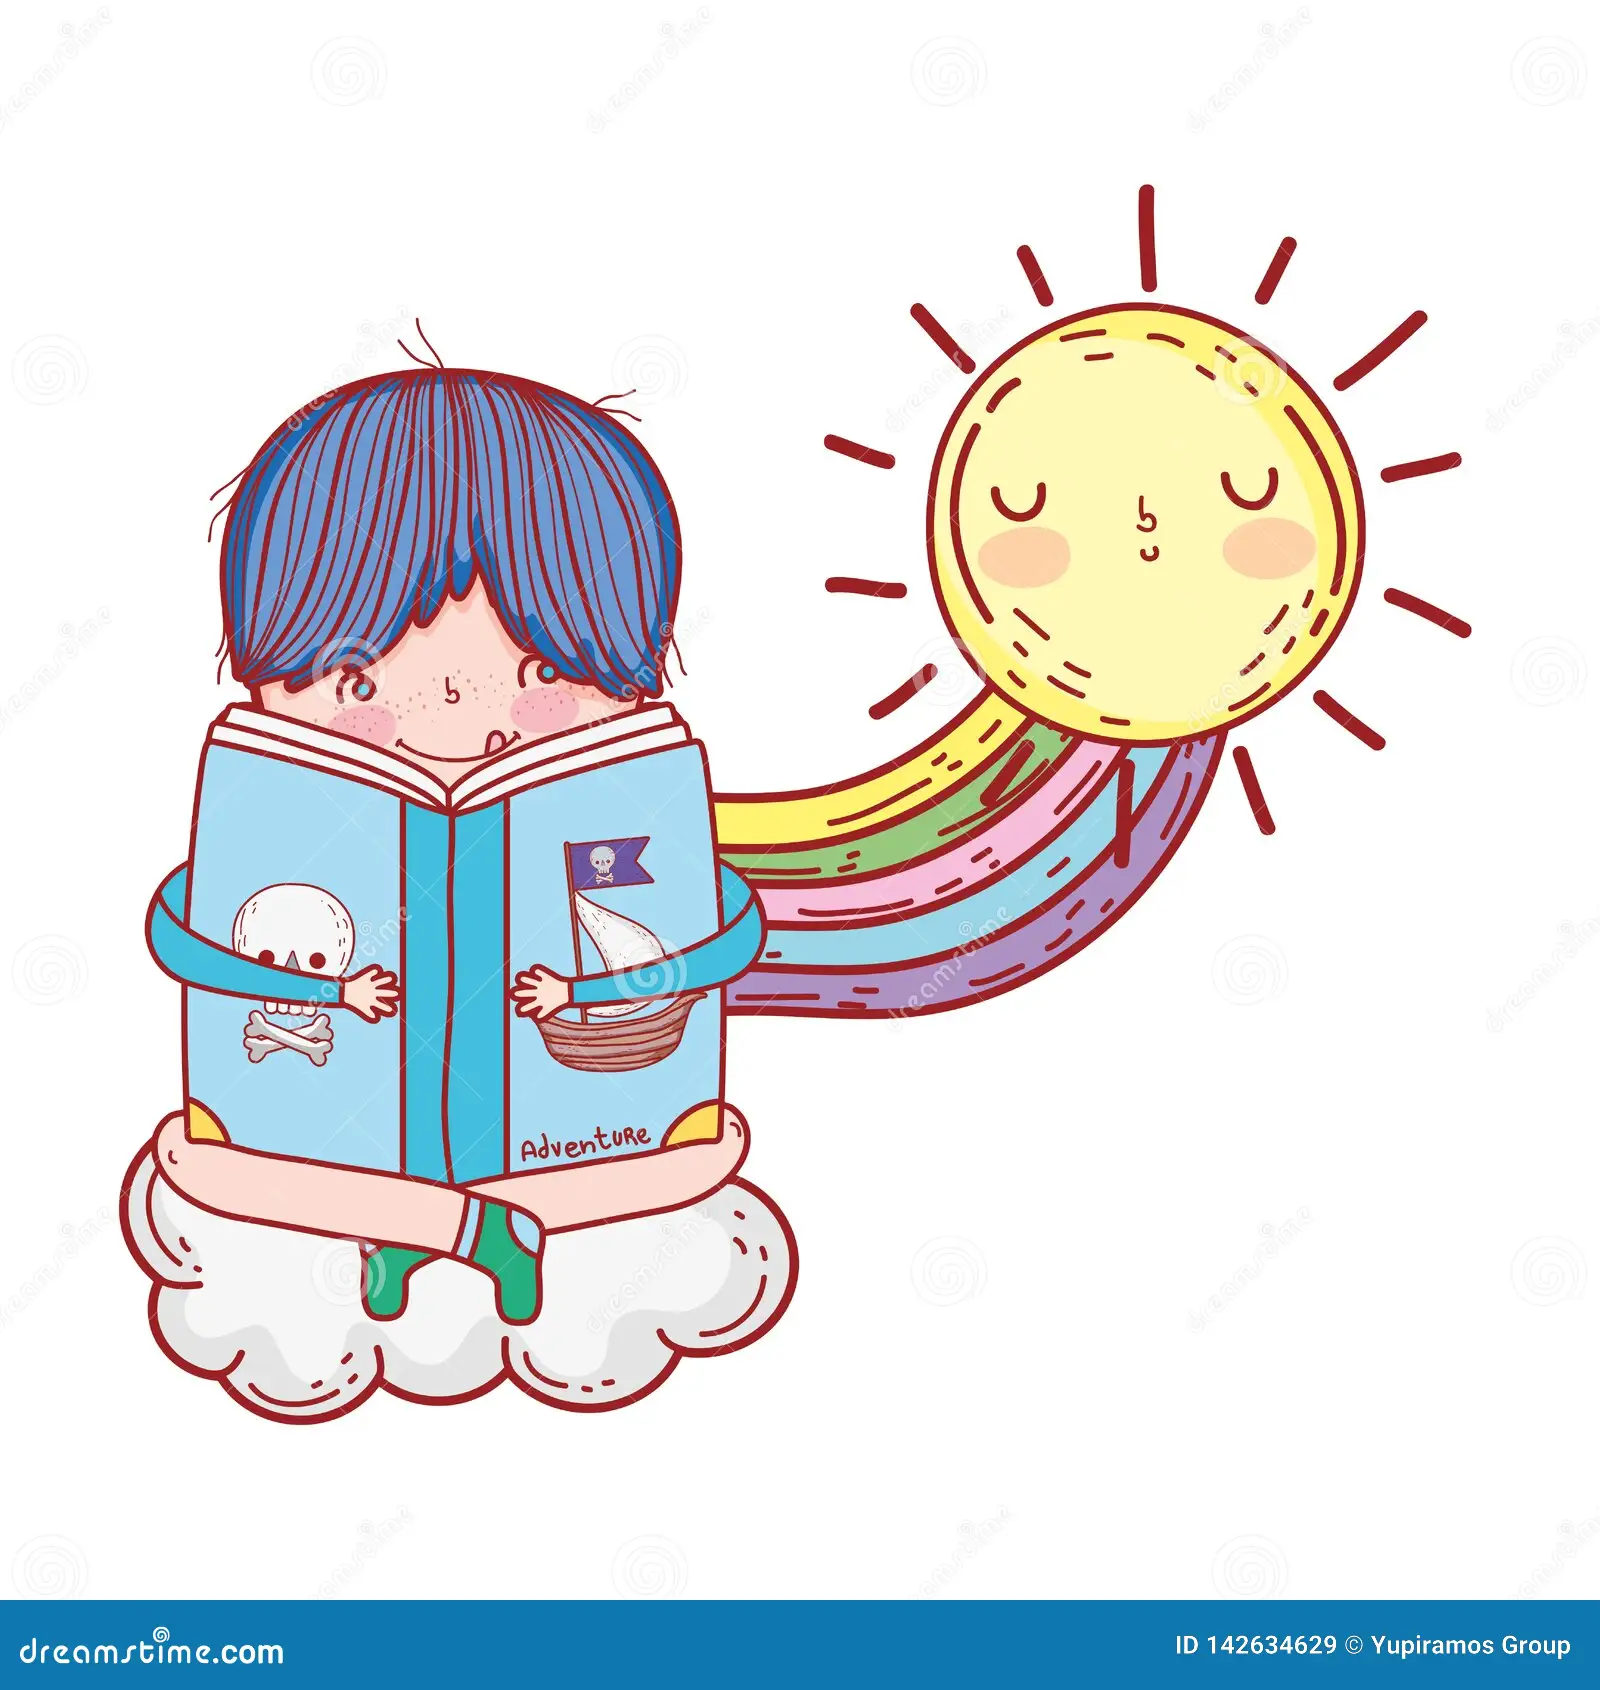 Adventure
dreamstime.com
ID 142634629 © Yupiramos Group